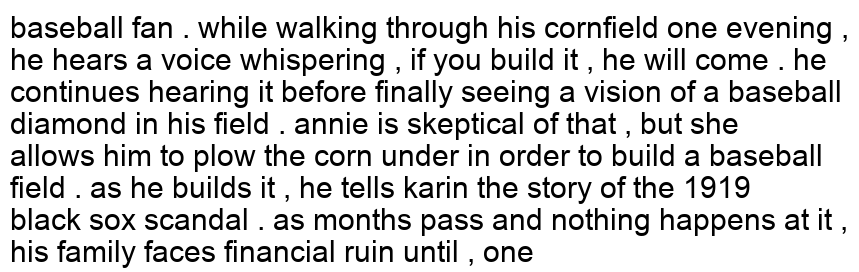 baseball fan . while walking through his cornfield one evening ,
he hears a voice whispering , if you build it , he will come . he
continues hearing it before finally seeing a vision of a baseball
diamond in his field . annie is skeptical of that , but she
allows him to plow the corn under in order to build a baseball
field . as he builds it , he tells karin the story of the 1919
black sox scandal . as months pass and nothing happens at it ,
his family faces financial ruin until , one